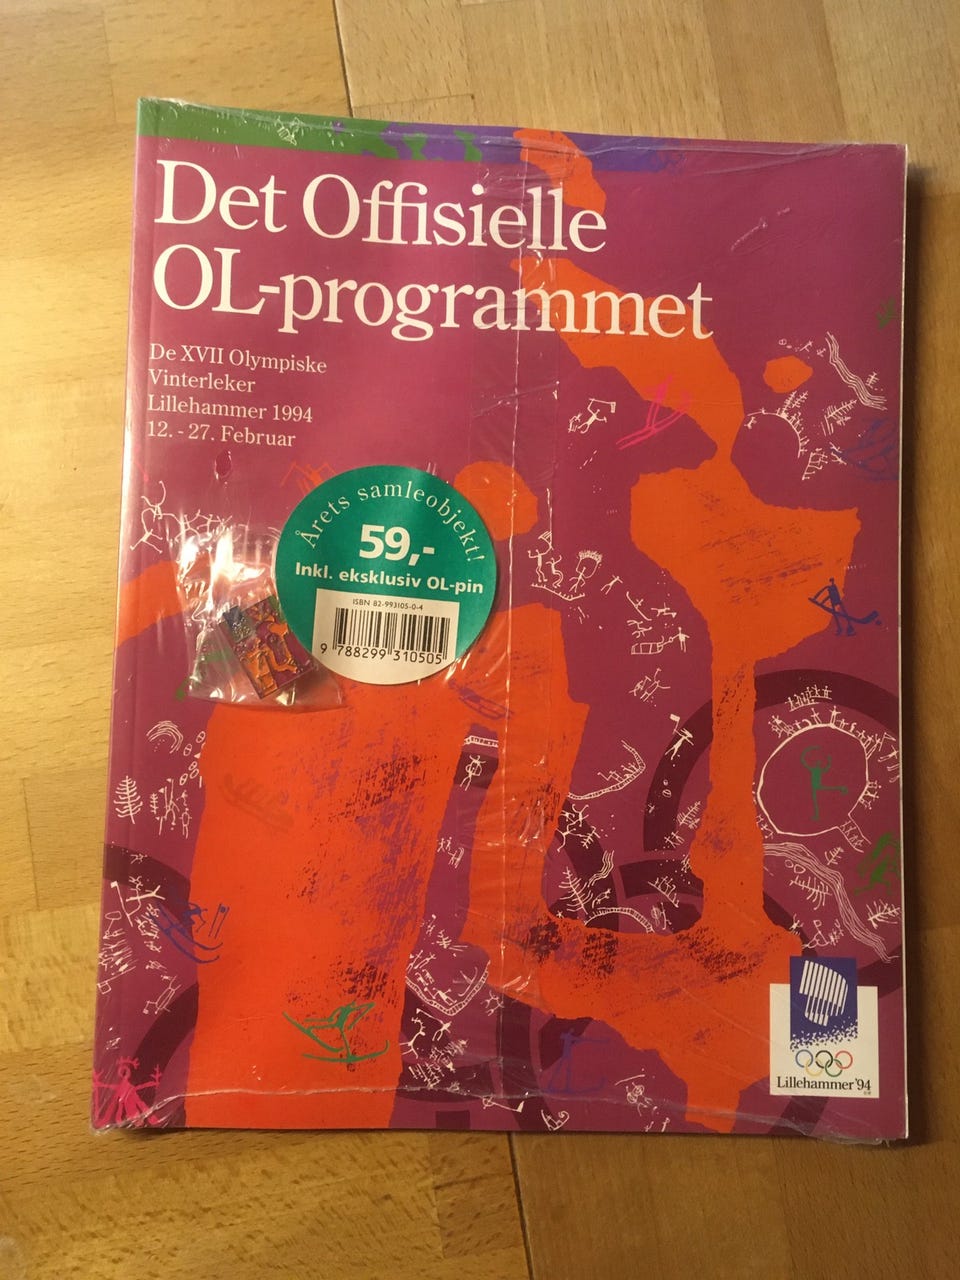 Det Offisielle
OL-programmet
De XVII Olympiske
Vinterleker
Lillehammer 1994
12. - 27. Februar
Årets samleobjekt!
59,-
Inkl. eksklusiv OL-pin
ISBN 82-993105-0-4
9 788299 310505
Lillehammer'94